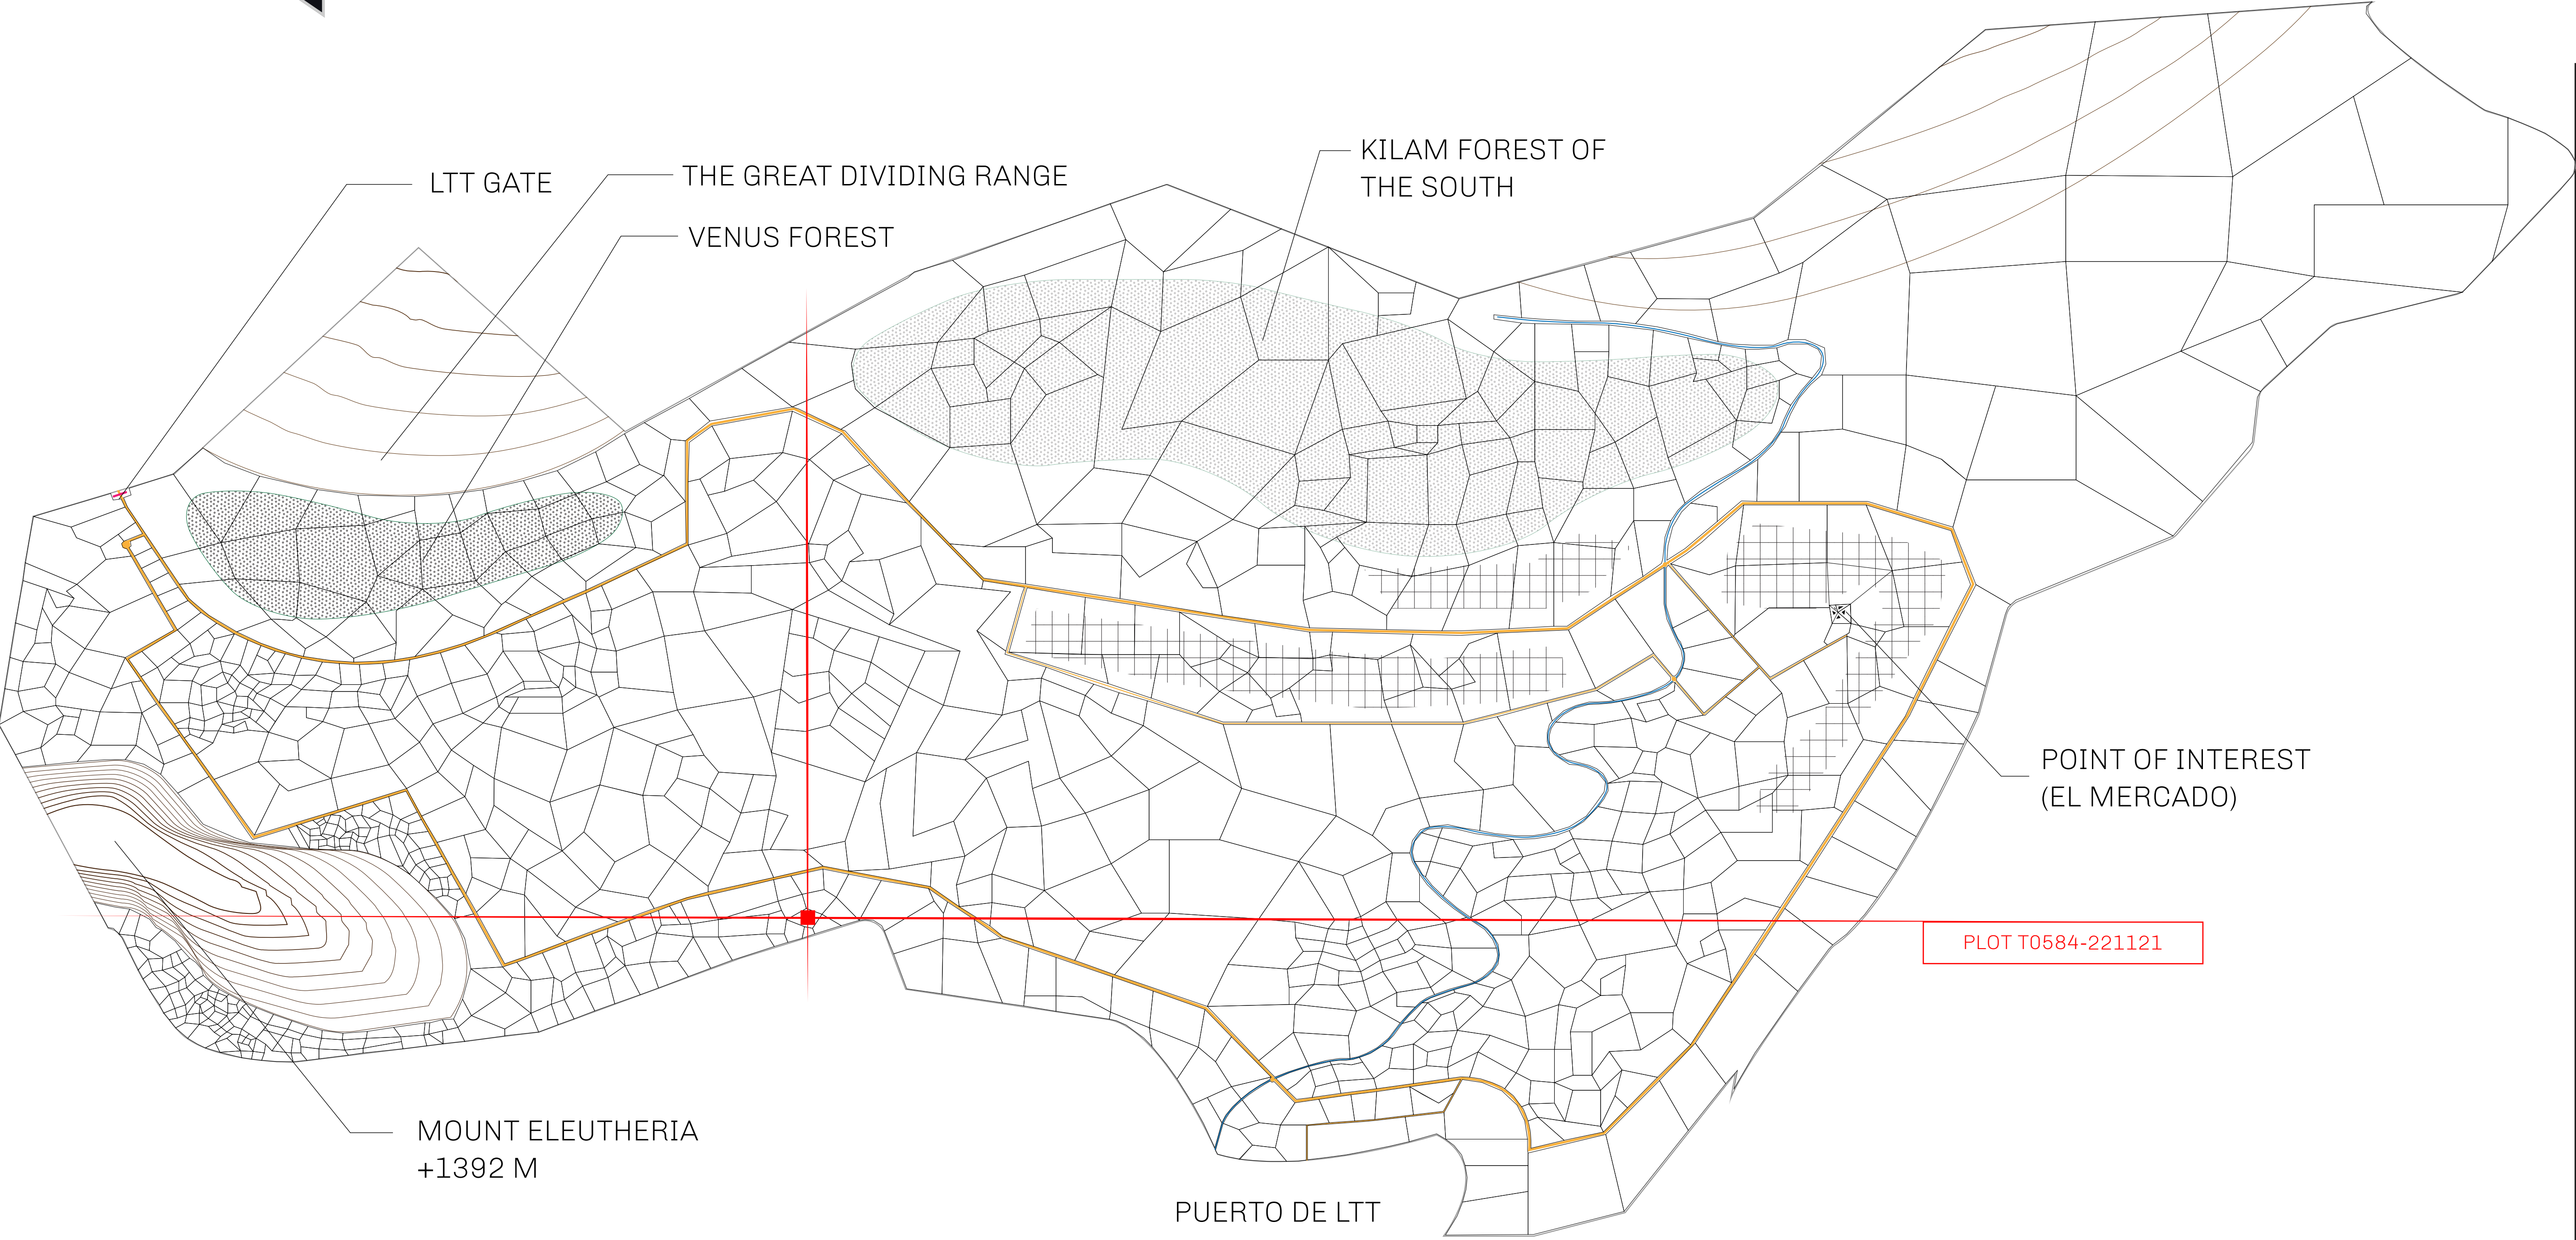 KILAM FOREST OF
THE SOUTH
LTT GATE
THE GREAT DIVIDING RANGE
VENUS FOREST
POINT OF INTEREST
(EL MERCADO)
PLOT T0584-221121
MOUNT ELEUTHERIA
+1392 M
PUERTO DE LTT